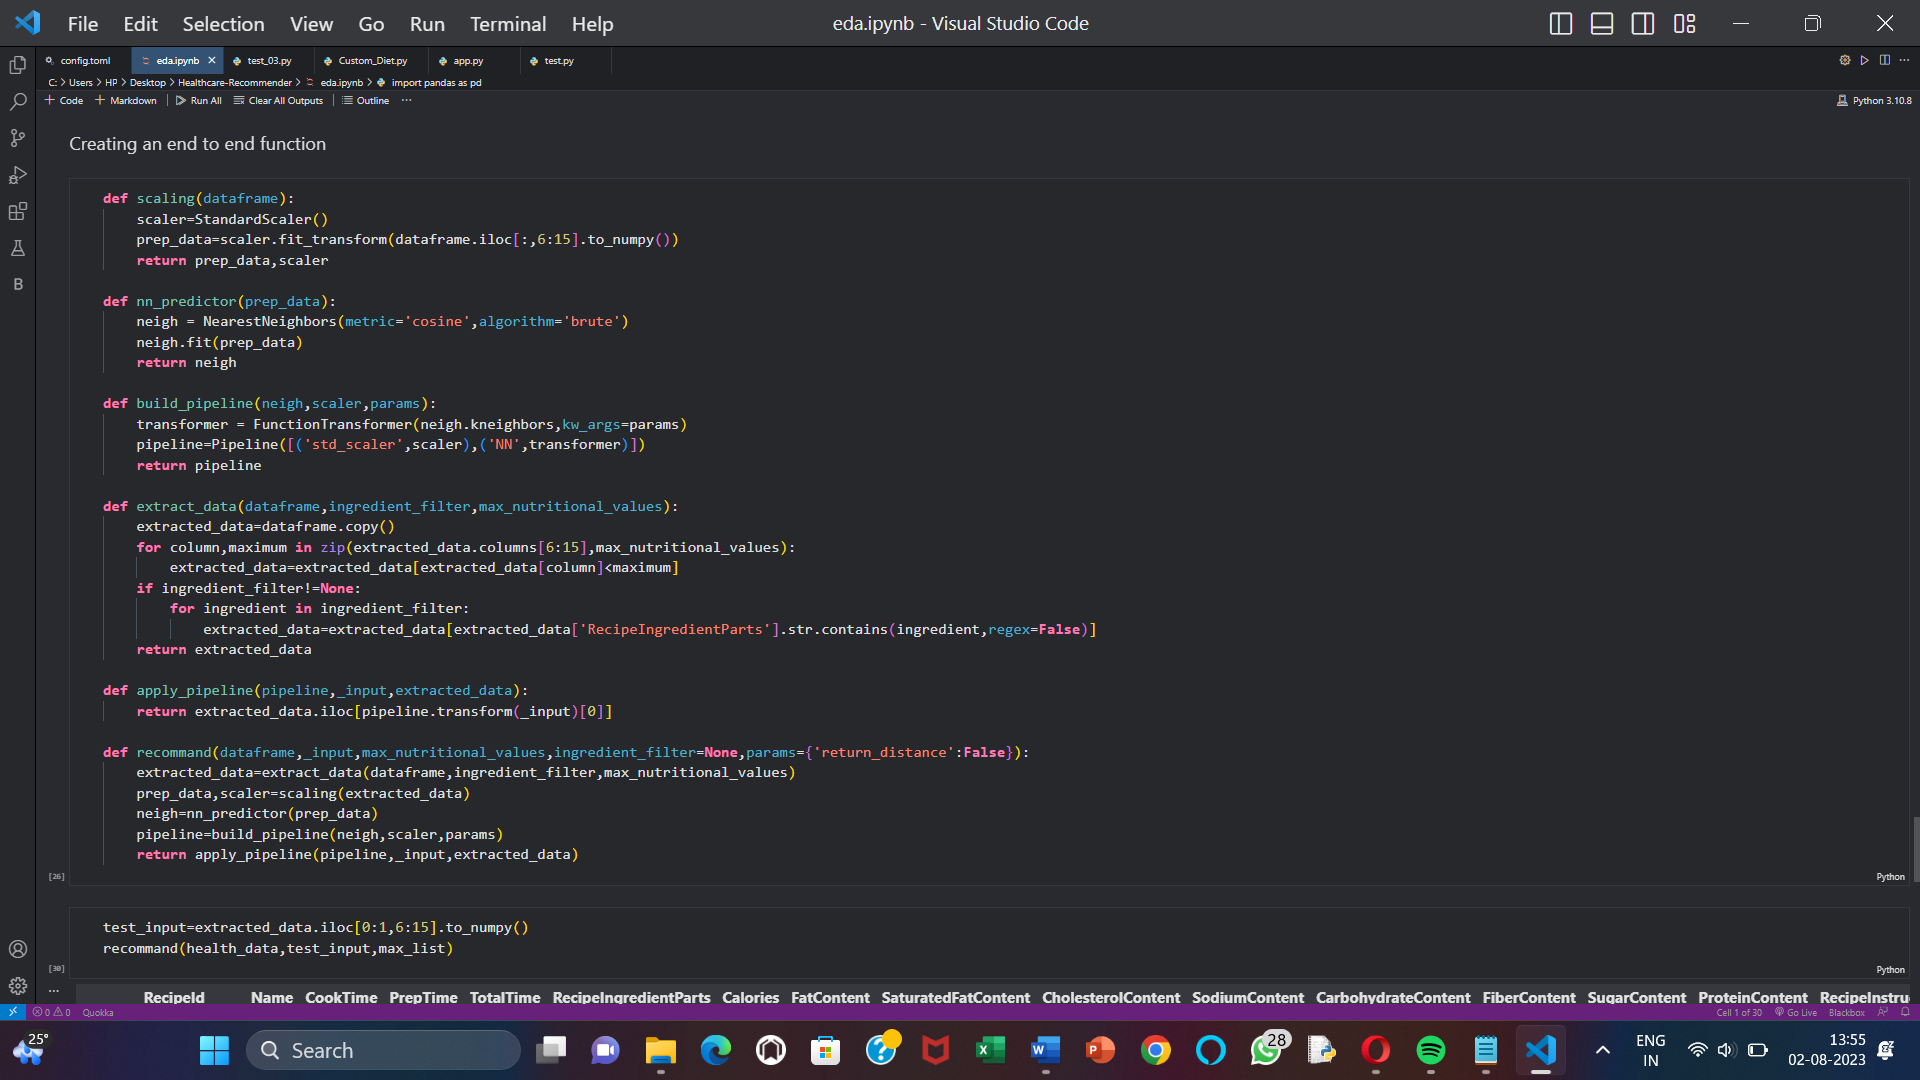 File Edit Selection View Go Run Terminal Help
eda.ipynb - Visual Studio Code
config.toml eda.ipynb test_03.py Custom_Diet.py app.py test.py
C: > Users > HP > Desktop > Healthcare-Recommender > eda.ipynb > import pandas as pd
+ Code + Markdown Run All Clear All Outputs Outline ...
Python 3.10.8
Creating an end to end function
def scaling(dataframe):
scaler=StandardScaler()
prep_data=scaler.fit_transform(dataframe.iloc[:,6:15].to_numpy())
return prep_data,scaler
def nn_predictor(prep_data):
neigh = NearestNeighbors(metric='cosine',algorithm='brute')
neigh.fit(prep_data)
return neigh
def build_pipeline(neigh,scaler,params):
transformer = FunctionTransformer(neigh.kneighbors,kw_args=params)
pipeline=Pipeline([('std_scaler',scaler),('NN',transformer)])
return pipeline
def extract_data(dataframe,ingredient_filter,max_nutritional_values):
extracted_data=dataframe.copy()
for column,maximum in zip(extracted_data.columns[6:15],max_nutritional_values):
extracted_data=extracted_data[extracted_data[column]<maximum]
if ingredient_filter!=None:
for ingredient in ingredient_filter:
extracted_data=extracted_data[extracted_data['RecipeIngredientParts'].str.contains(ingredient,regex=False)]
return extracted_data
def apply_pipeline(pipeline,_input,extracted_data):
return extracted_data.iloc[pipeline.transform(_input)[0]]
def recommand(dataframe,_input,max_nutritional_values,ingredient_filter=None,params={'return_distance':False}):
extracted_data=extract_data(dataframe,ingredient_filter,max_nutritional_values)
prep_data,scaler=scaling(extracted_data)
neigh=nn_predictor(prep_data)
pipeline=build_pipeline(neigh,scaler,params)
return apply_pipeline(pipeline,_input,extracted_data)
[26]
Python
test_input=extracted_data.iloc[0:1,6:15].to_numpy()
recommand(health_data,test_input,max_list)
[30]
Python
...
RecipeId Name CookTime PrepTime TotalTime RecipeIngredientParts Calories FatContent SaturatedFatContent CholesterolContent SodiumContent CarbohydrateContent FiberContent SugarContent ProteinContent RecipeInstru
0 0 Quokka
Cell 1 of 30 Go Live Blackbox
25°
Search
28
ENG
IN
13:55
02-08-2023